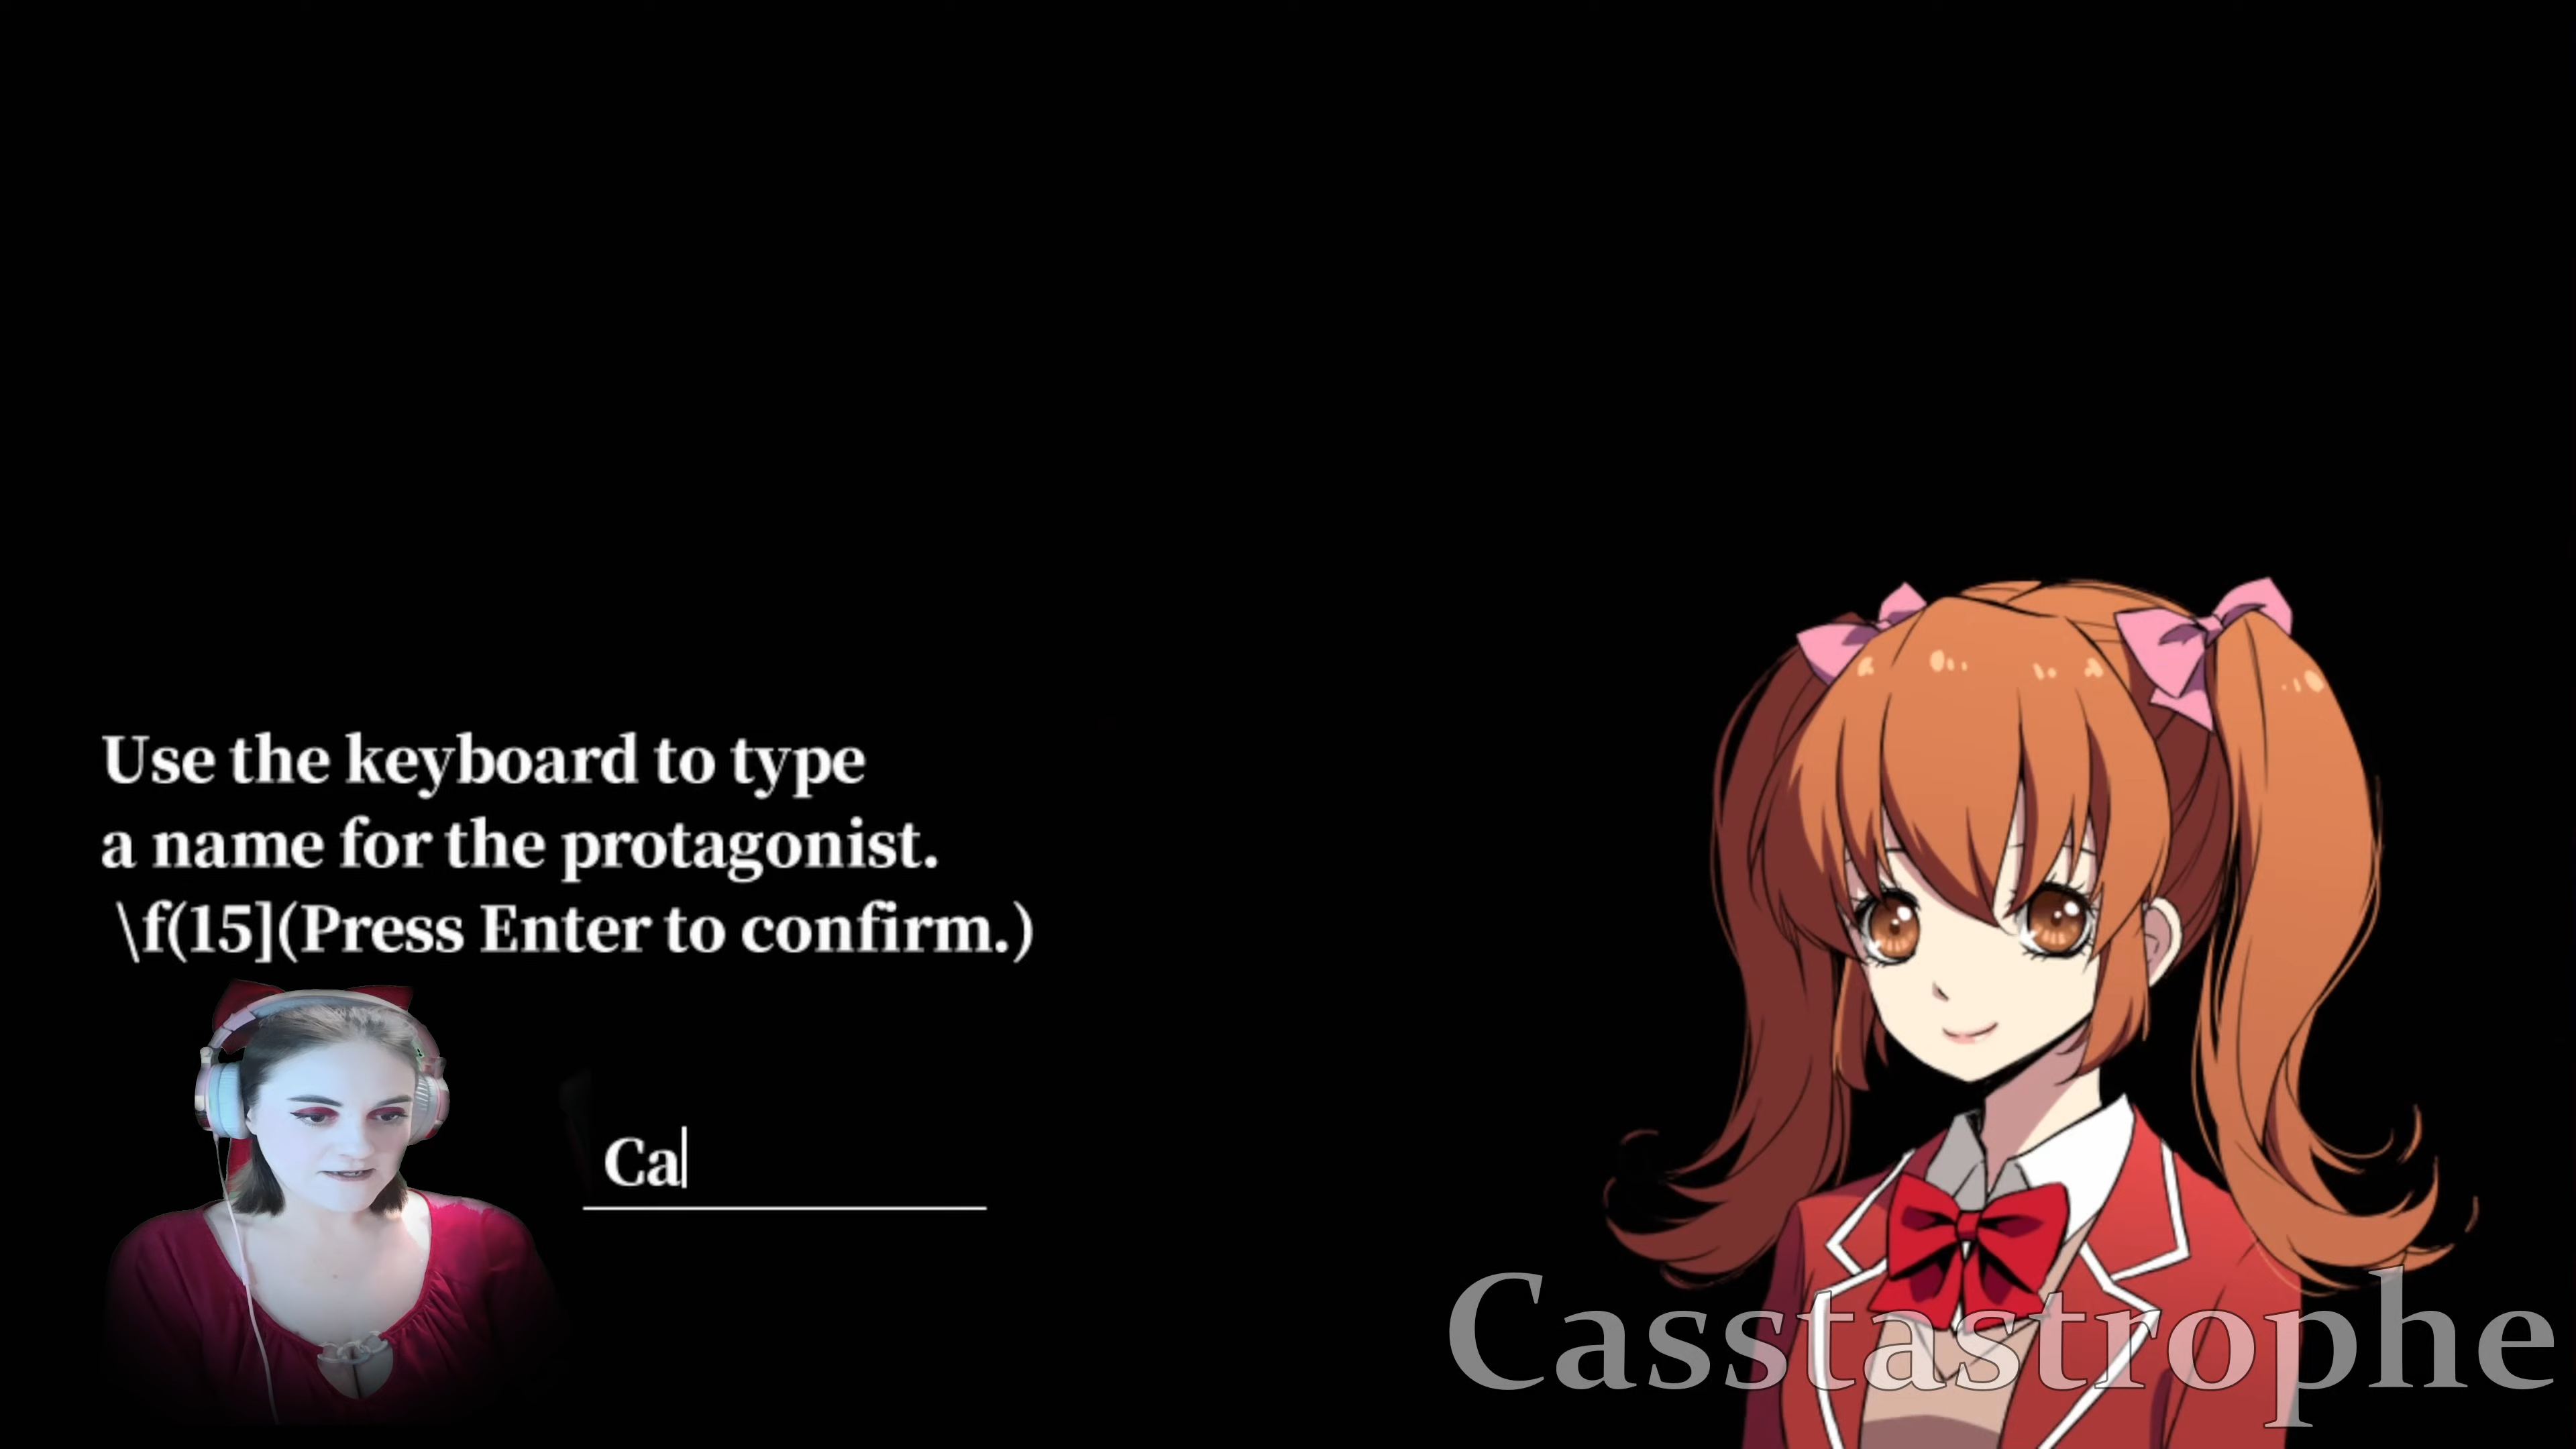 Use the keyboard to type
a name for the protagonist.
\f(15](Press Enter to confirm.)
Ca
Casstastrophe